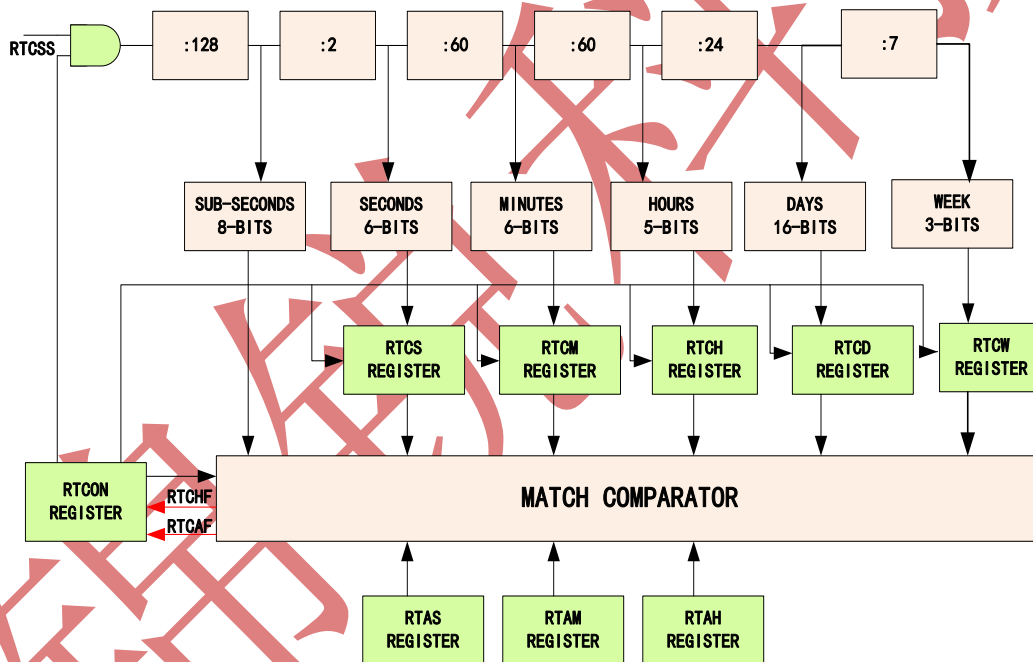 RTCSS
:128
:2
:60
:60
:24
:7
SUB-SECONDS
8-BITS
SECONDS
6-BITS
MINUTES
6-BITS
HOURS
5-BITS
DAYS
16-BITS
WEEK
3-BITS
RTCS
REGISTER
RTCM
REGISTER
RTCH
REGISTER
RTCD
REGISTER
RTCW
REGISTER
RTCON
REGISTER
RTCHF
RTCAF
MATCH COMPARATOR
RTAS
REGISTER
RTAM
REGISTER
RTAH
REGISTER